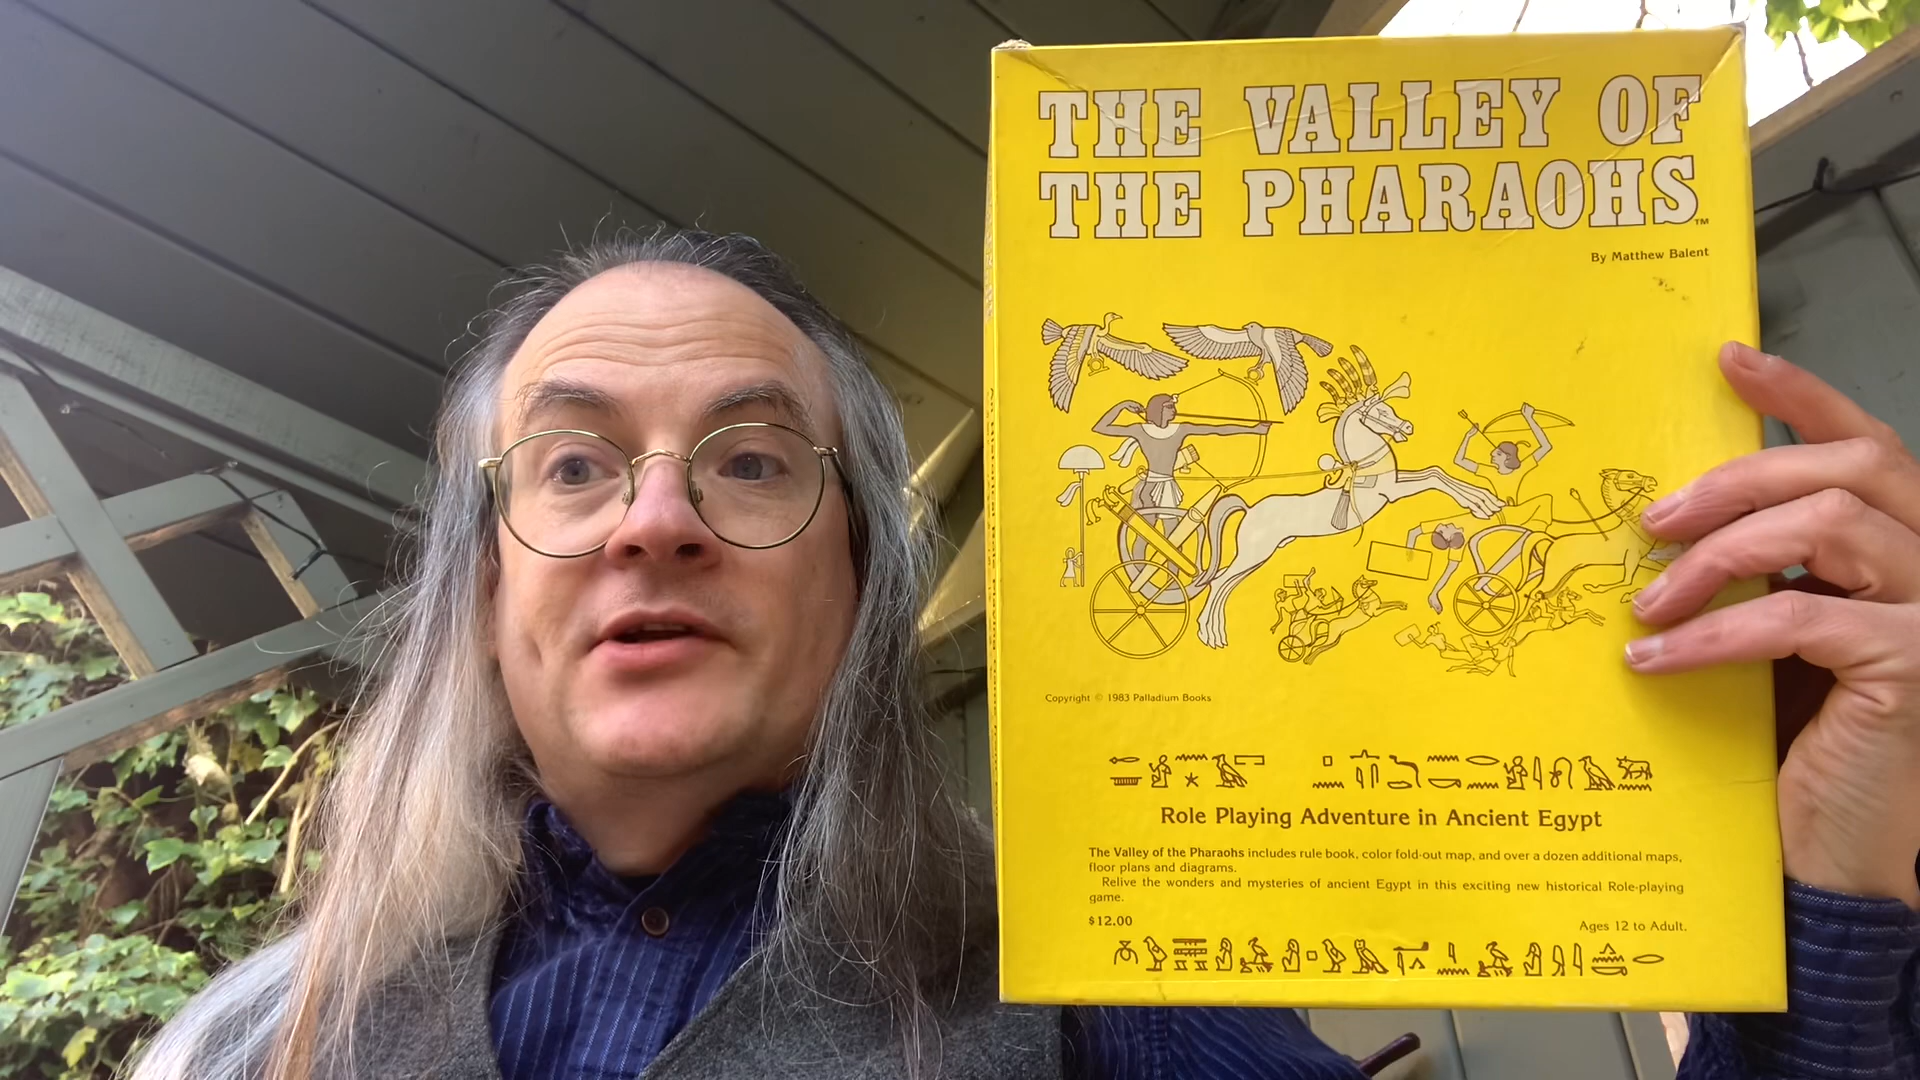 THE VALLEY OF
THE PHARAOHS™
By Matthew Balent
Copyright © 1983 Palladium Books
Role Playing Adventure in Ancient Egypt
The Valley of the Pharaohs includes rule book, color fold-out map, and over a dozen additional maps,
floor plans and diagrams.
Relive the wonders and mysteries of ancient Egypt in this exciting new historical Role-playing
game.
$12.00
Ages 12 to Adult.